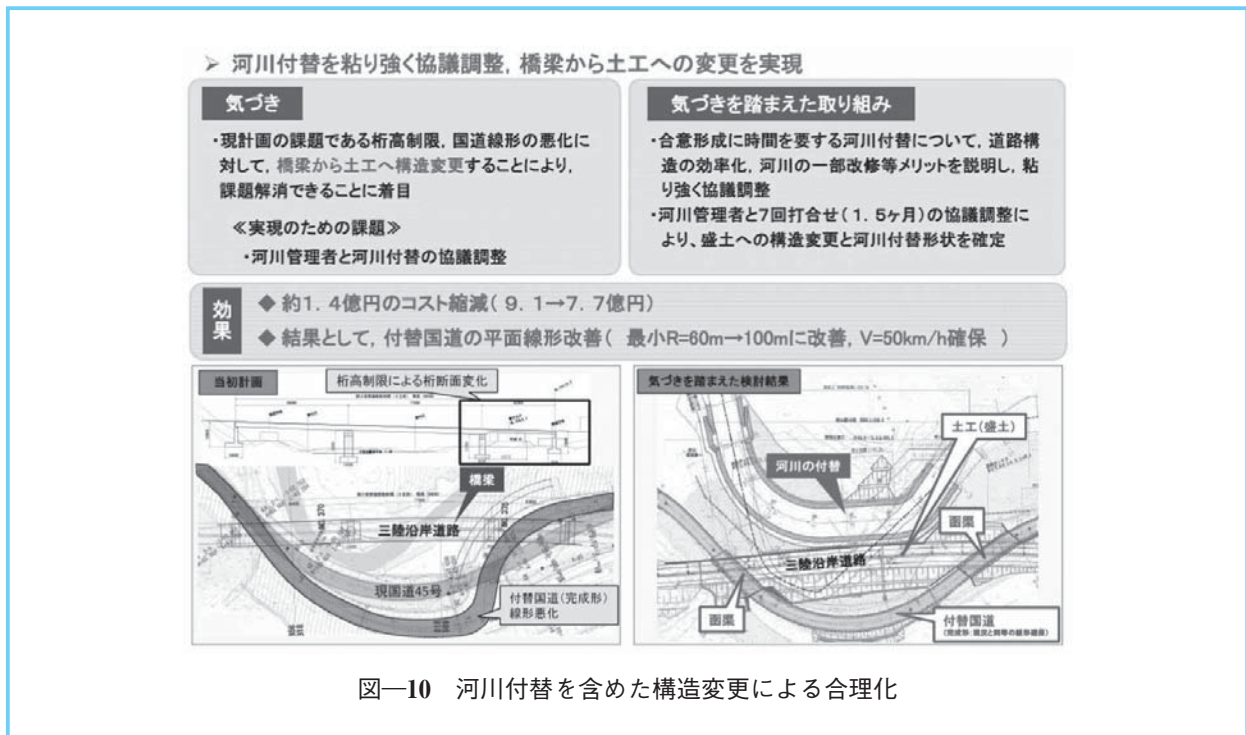 ➢ 河川付替を粘り強く協議調整，橋梁から土工への変更を実現
気づき
・現計画の課題である桁高制限，国道線形の悪化に
対して，橋梁から土工へ構造変更することにより，
課題解消できることに着目
≪実現のための課題≫
・河川管理者と河川付替の協議調整
気づきを踏まえた取り組み
・合意形成に時間を要する河川付替について，道路構
造の効率化，河川の一部改修等メリットを説明し，粘
り強く協議調整
・河川管理者と7回打合せ（１．５ヶ月）の協議調整に
より、盛土への構造変更と河川付替形状を確定
効果
◆ 約１．４億円のコスト縮減（９．１→７．７億円）
◆ 結果として，付替国道の平面線形改善（ 最小R=60m→100mに改善，V=50km/h確保 ）
当初計画
桁高制限による桁断面変化
橋梁
三陸沿岸道路
現国道45号
付替国道(完成形)
線形悪化
気づきを踏まえた検討結果
土工(盛土)
河川の付替
函渠
三陸沿岸道路
函渠
付替国道
図―10　河川付替を含めた構造変更による合理化